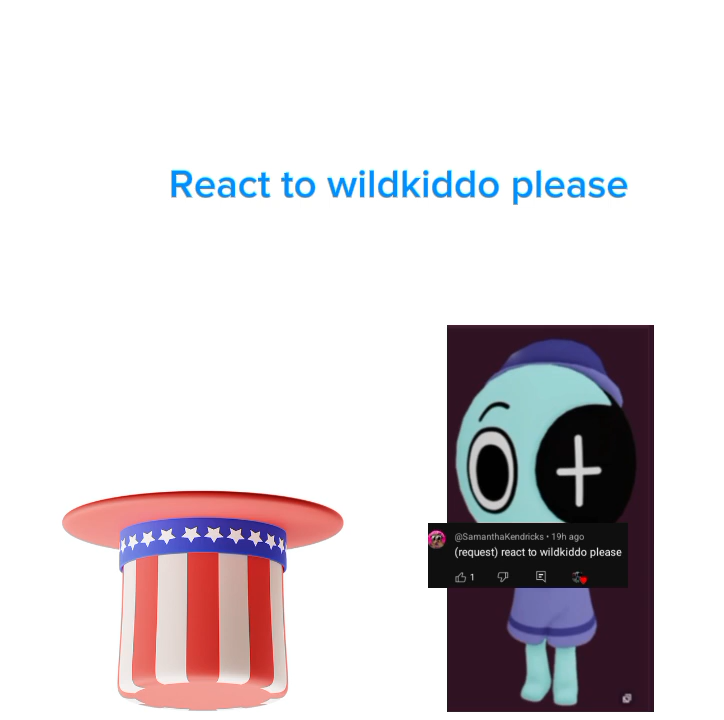 React to wildkiddo please
@SamanthaKendricks • 19h ago
(request) react to wildkiddo please
1